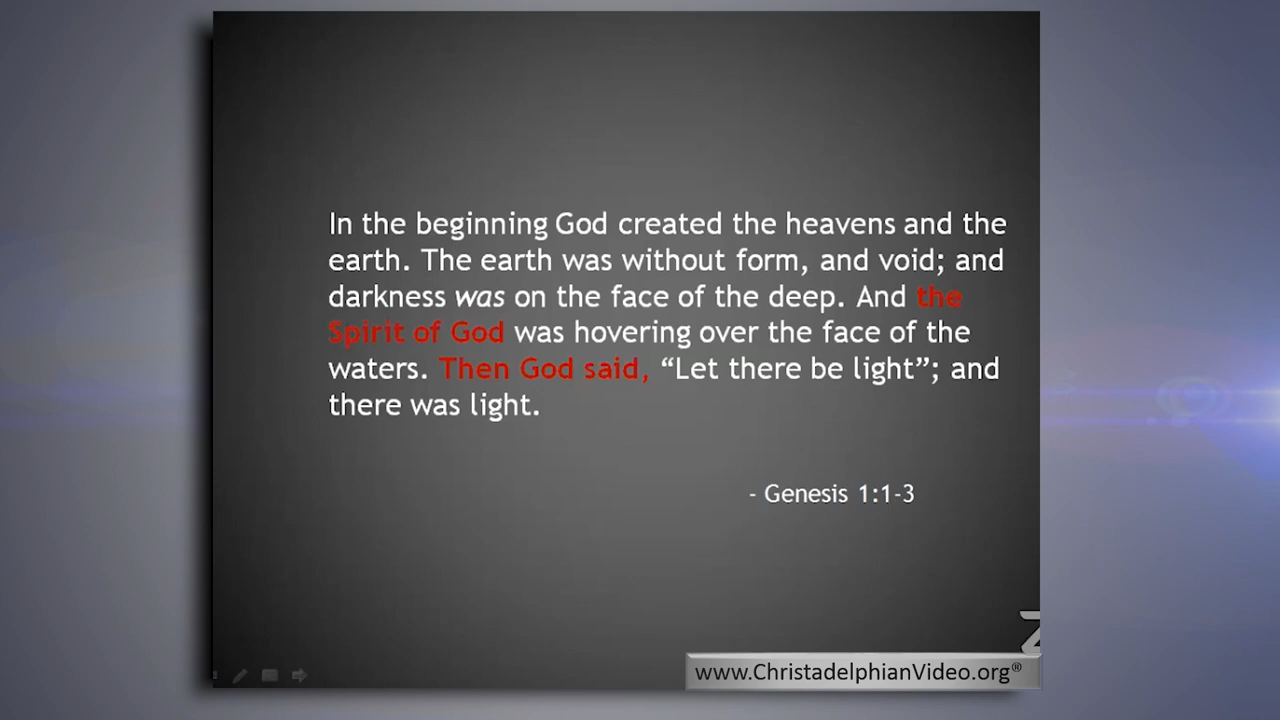 In the beginning God created the heavens and the
earth. The earth was without form, and void; and
darkness was on the face of the deep. And the
Spirit of God was hovering over the face of the
waters. Then God said, “Let there be light”; and
there was light.
- Genesis 1:1-3
www.ChristadelphianVideo.org®